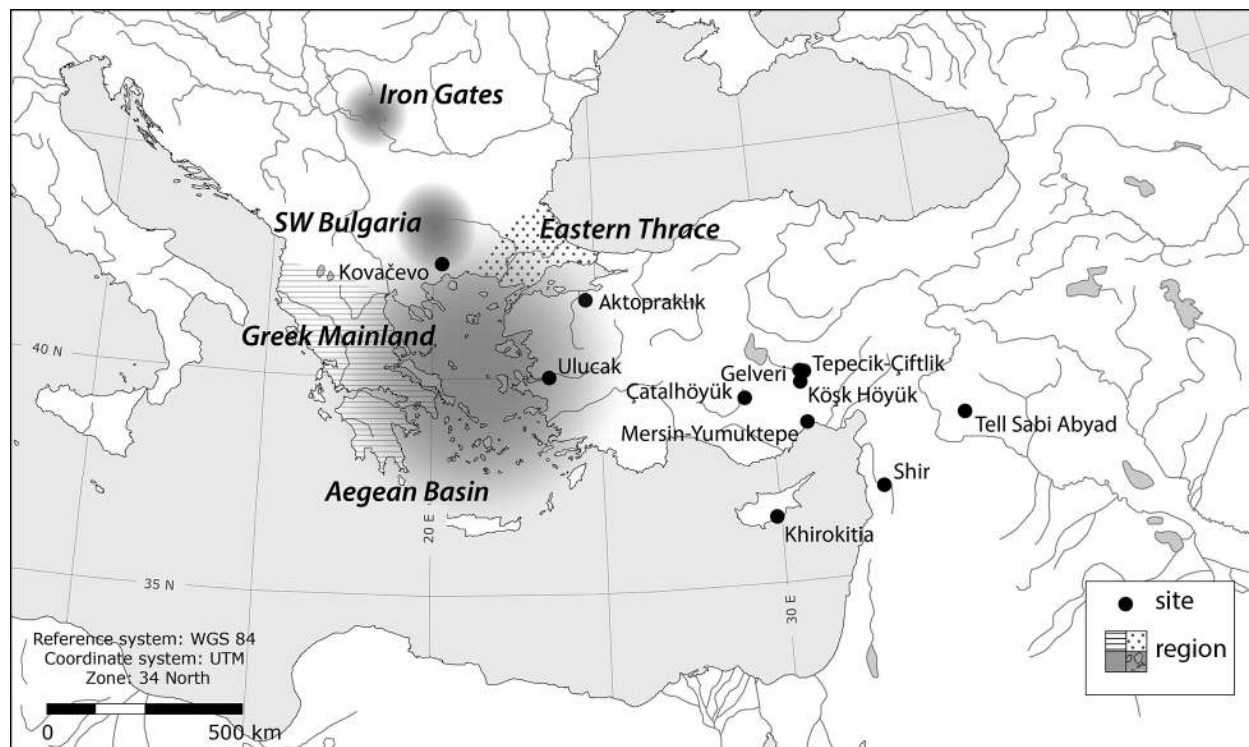 Iron Gates
SW Bulgaria
Eastern Thrace
Kovačevo
Aktopraklık
Greek Mainland
40 N
Ulucak
Gelveri
Tepecik-Çiftlik
Çatalhöyük
Köşk Höyük
Mersin-Yumuktepe
Tell Sabi Abyad
Shir
Aegean Basin
20 E
Khirokitia
35 N
30 E
site
region
Reference system: WGS 84
Coordinate system: UTM
Zone: 34 North
0 500 km